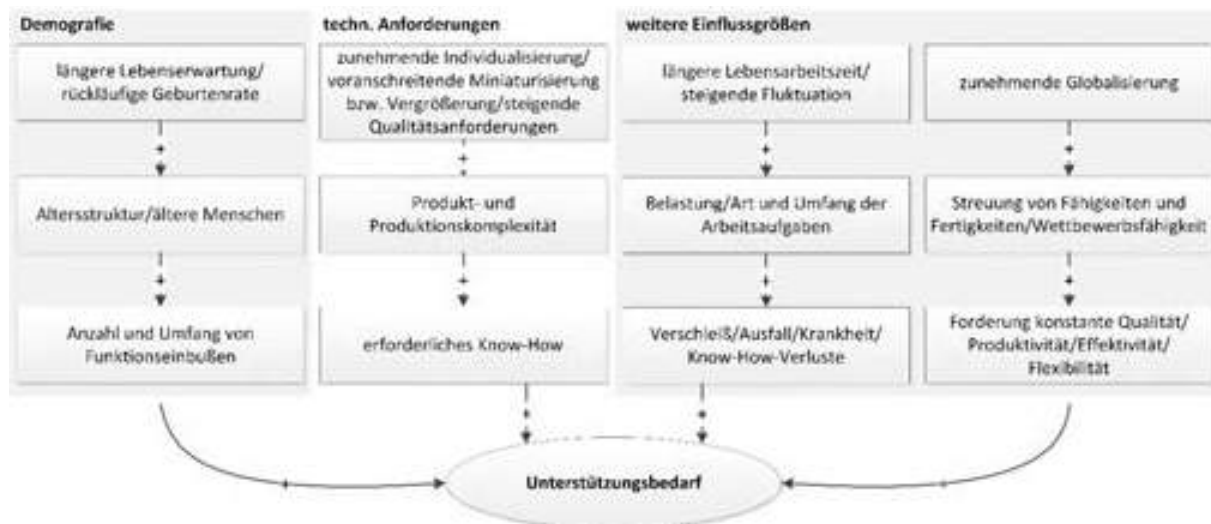 Demografie
techn. Anforderungen
weitere Einflussgrößen
längere Lebenserwartung/
rückläufige Geburtenrate
zunehmende Individualisierung/
voranschreitende Miniaturisierung
bzw. Vergrößerung/steigende
Qualitätsanforderungen
längere Lebensarbeitszeit/
steigende Fluktuation
zunehmende Globalisierung
+
+
+
+
Altersstruktur/ältere Menschen
Produkt- und
Produktionskomplexität
Belastung/Art und Umfang der
Arbeitsaufgaben
Streuung von Fähigkeiten und
Fertigkeiten/Wettbewerbsfähigkeit
+
+
+
+
Anzahl und Umfang von
Funktionseinbußen
erforderliches Know-How
Verschleiß/Ausfall/Krankheit/
Know-How-Verluste
Forderung konstante Qualität/
Produktivität/Effektivität/
Flexibilität
+
+
+
+
Unterstützungsbedarf